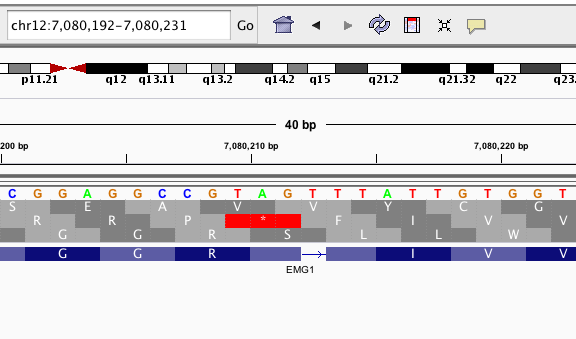 chr12:7,080,192-7,080,231 Go
p11.21 q12 q13.11 q13.2 q14.2 q15 q21.2 q21.32 q22 q23.
40 bp
200 bp 7,080,210 bp 7,080,220 bp
C G G A G G C C G T A G T T T A T T G T G G T
S E A V V Y C G
R R P * F I V V
G G R S L L W
G G R I V V
EMG1